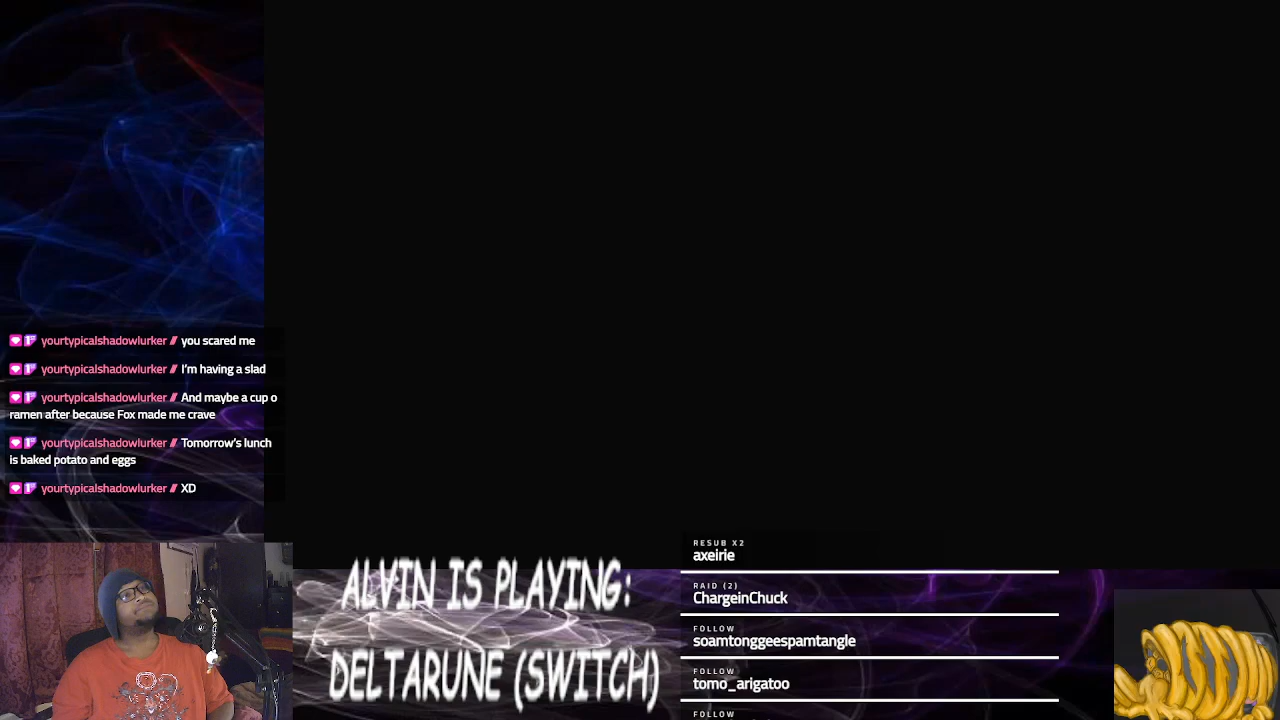 yourtypicalshadowlurker // you scared me
yourtypicalshadowlurker // I'm having a slad
yourtypicalshadowlurker // And maybe a cup o
ramen after because Fox made me crave
yourtypicalshadowlurker // Tomorrow's lunch
is baked potato and eggs
yourtypicalshadowlurker // XD
ALVIN IS PLAYING:
DELTARUNE (SWITCH)
RESUB X2
axeirie
RAID (2)
ChargeinChuck
FOLLOW
soamtonggeespamtangle
FOLLOW
tomo_arigatoo
FOLLOW